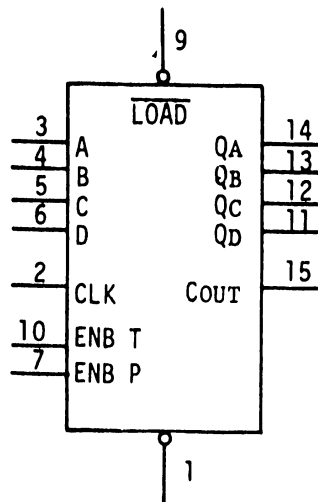 9
LOAD
3 A QA 14
4 B QB 13
5 C QC 12
6 D QD 11
2 CLK COUT 15
10 ENB T
7 ENB P
1